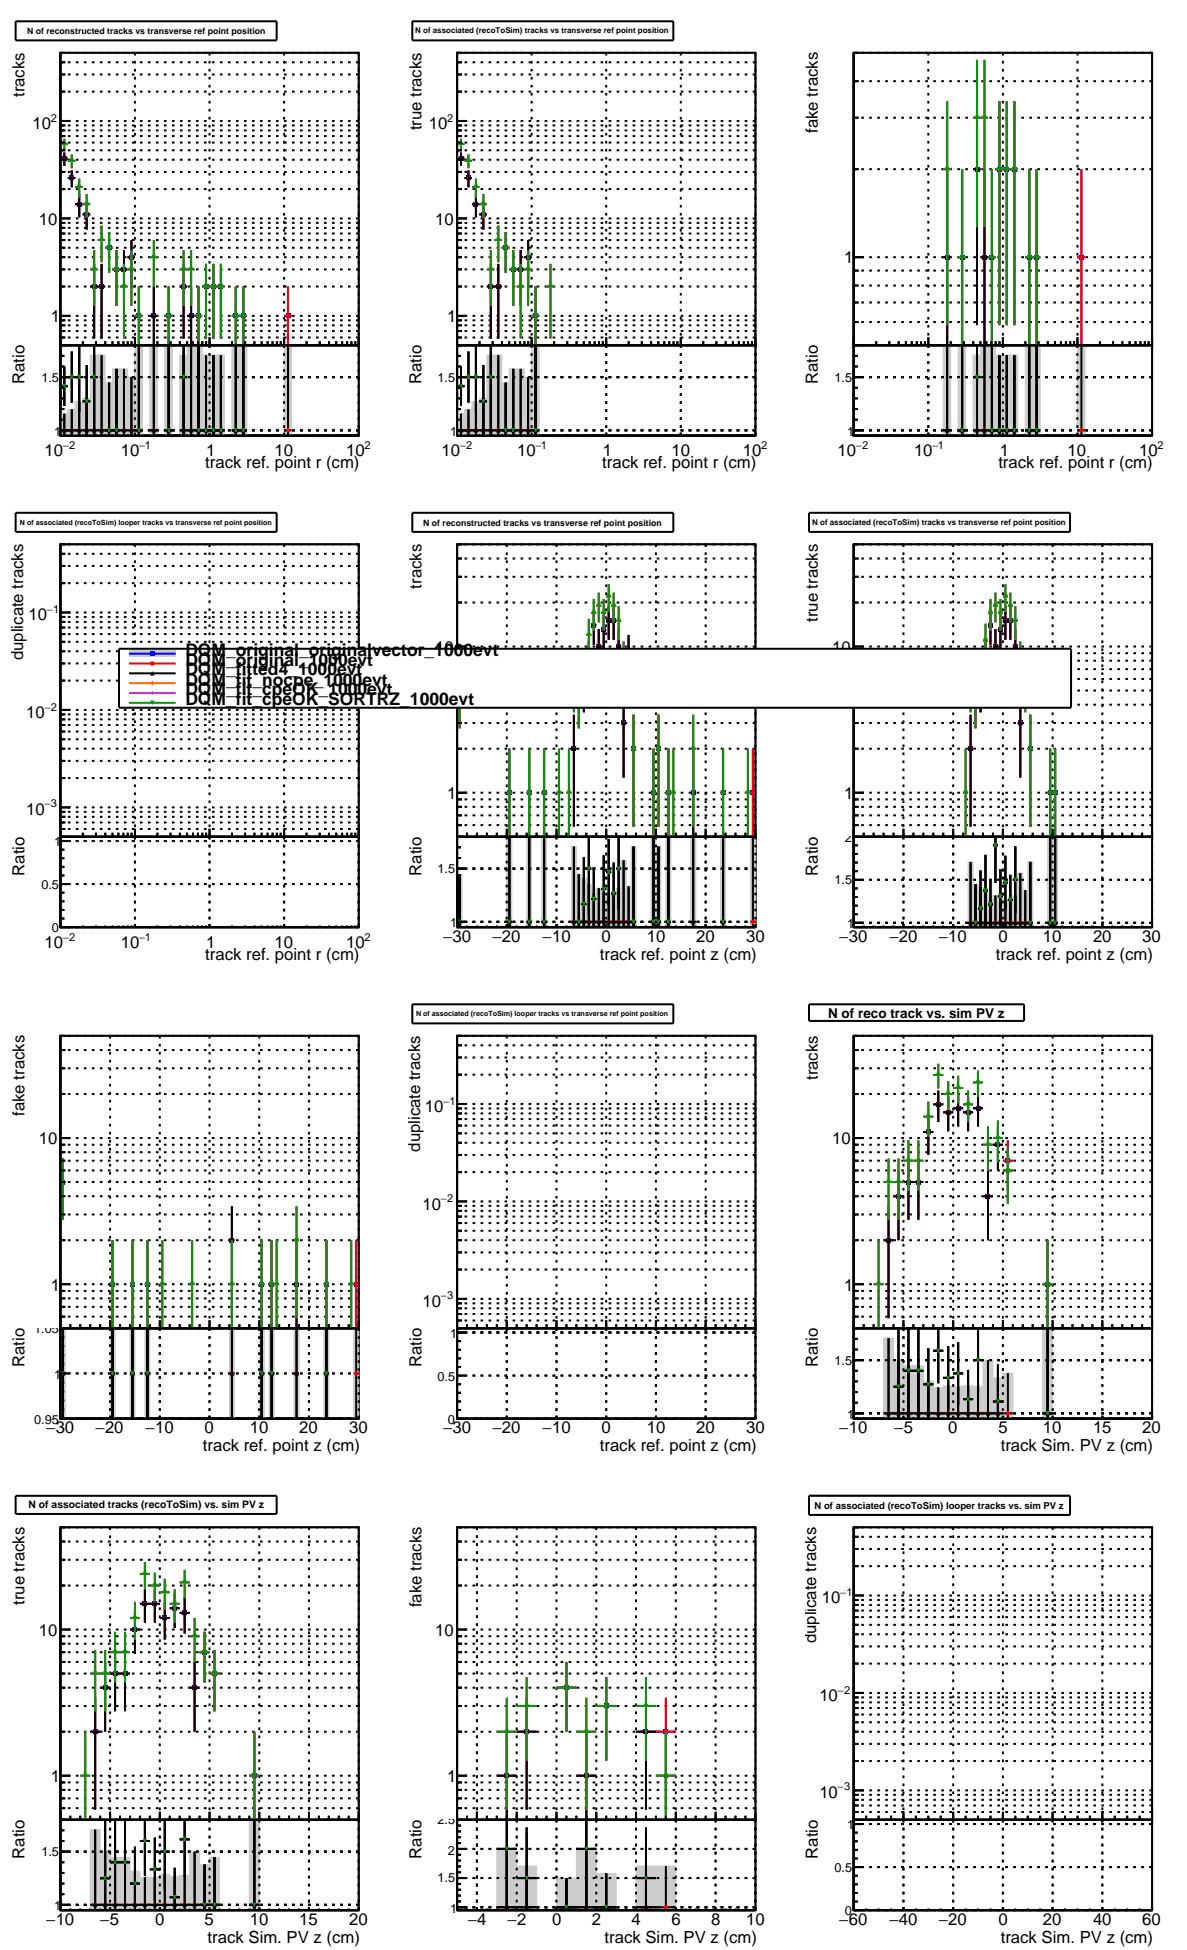 N of reconstructed tracks vs transverse ref point position
tracks
10²
10
1
Ratio
1.5
1
10⁻² 10⁻¹ 1 10 10²
track ref. point r (cm)
N of associated (recoToSim) tracks vs transverse ref point position
true tracks
10²
10
1
Ratio
1.5
1
10⁻² 10⁻¹ 1 10 10²
track ref. point r (cm)
fake tracks
1
Ratio
1.5
1
10⁻² 10⁻¹ 1 10 10²
track ref. point r (cm)
N of associated (recoToSim) looper tracks vs transverse ref point position
duplicate tracks
10⁻¹
10⁻²
10⁻³
Ratio
1
0.5
0
10⁻² 10⁻¹ 1 10 10²
track ref. point r (cm)
N of reconstructed tracks vs transverse ref point position
tracks
1
Ratio
1.5
1
−30 −20 −10 0 10 20 30
track ref. point z (cm)
N of associated (recoToSim) tracks vs transverse ref point position
true tracks
10
1
Ratio
2
1.5
1
−30 −20 −10 0 10 20 30
track ref. point z (cm)
DQM_original_originalvector_1000evt
DQM_original_1000evt
DQM_fitted4_1000evt
DQM_fit_nocpe_1000evt
DQM_fit_cpeOK_1000evt
DQM_fit_cpeOK_SORTRZ_1000evt
fake tracks
10
1
Ratio
1.05
1
0.95
−30 −20 −10 0 10 20 30
track ref. point z (cm)
N of associated (recoToSim) looper tracks vs transverse ref point position
duplicate tracks
10⁻¹
10⁻²
10⁻³
Ratio
1
0.5
0
−30 −20 −10 0 10 20 30
track ref. point z (cm)
N of reco track vs. sim PV z
tracks
10
1
Ratio
1.5
1
−10 −5 0 5 10 15 20
track Sim. PV z (cm)
N of associated tracks (recoToSim) vs. sim PV z
true tracks
10
1
Ratio
1.5
1
−10 −5 0 5 10 15 20
track Sim. PV z (cm)
fake tracks
10
1
Ratio
2.5
2
1.5
1
−4 −2 0 2 4 6 8 10
track Sim. PV z (cm)
N of associated (recoToSim) looper tracks vs. sim PV z
duplicate tracks
10⁻¹
10⁻²
10⁻³
Ratio
1
0.5
0
−60 −40 −20 0 20 40 60
track Sim. PV z (cm)